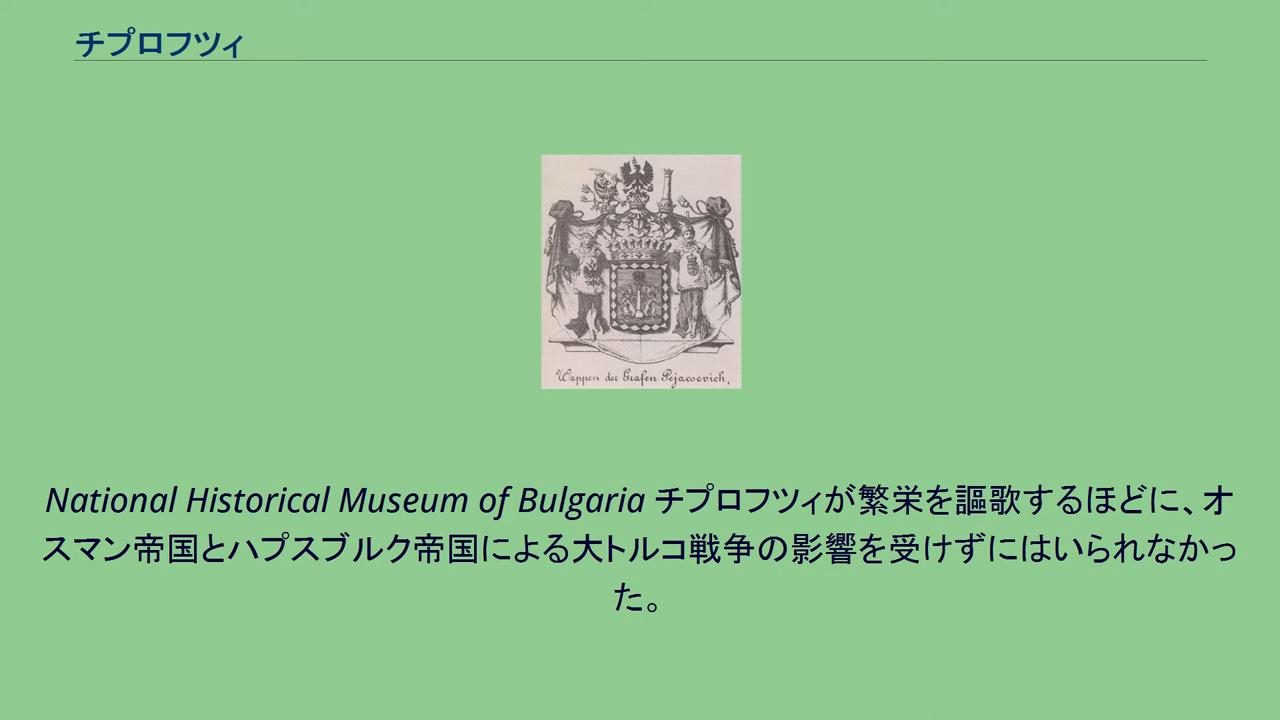 チプロフツィ
Wappen der Grafen Pejacsevich,
National Historical Museum of Bulgaria チプロフツィが繁栄を謳歌するほどに、オ
スマン帝国とハプスブルク帝国による大トルコ戦争の影響を受けずにはいられなかっ
た。